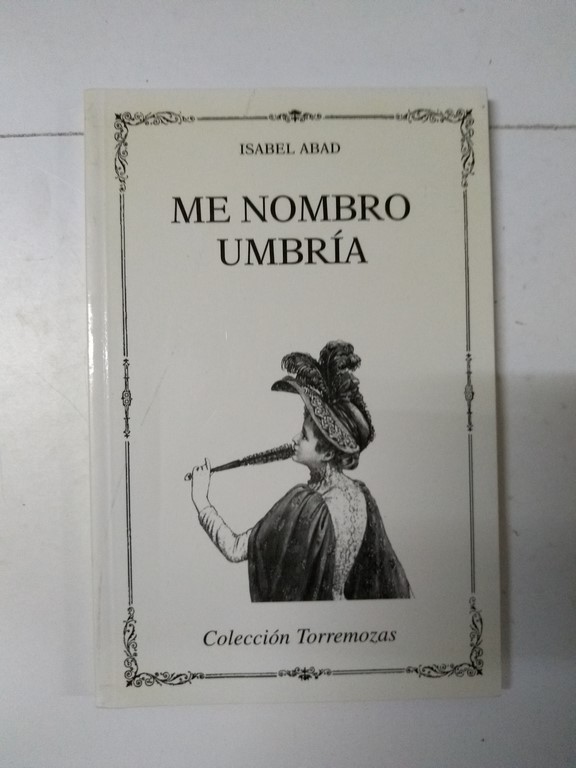 ISABEL ABAD
ME NOMBRO
UMBRÍA
Colección Torremozas